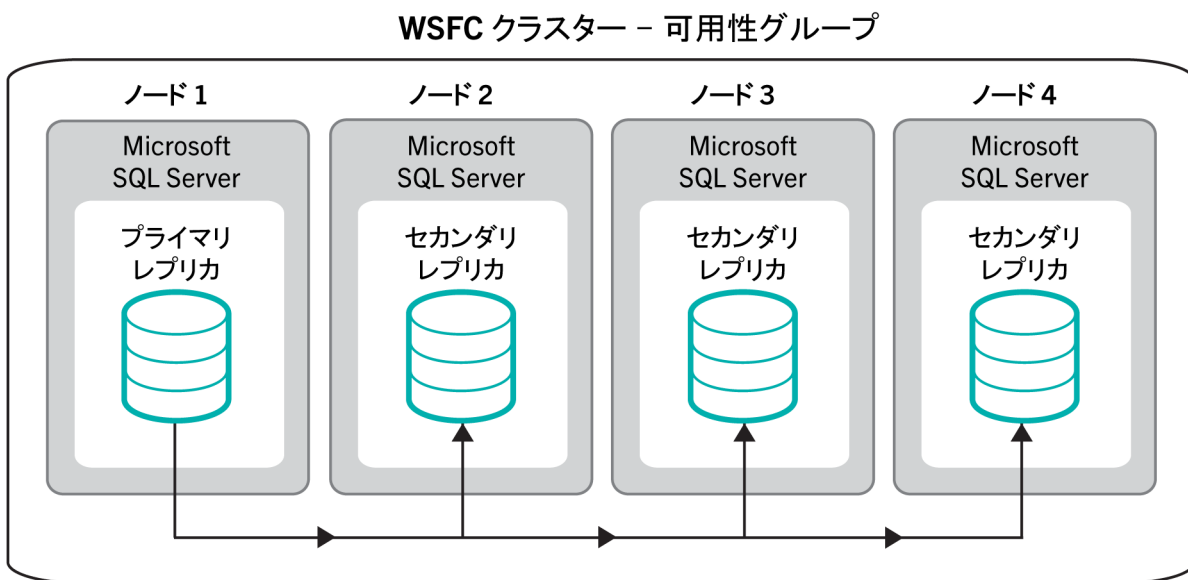 WSFC クラスター – 可用性グループ
ノード 1
Microsoft
SQL Server
プライマリ
レプリカ
ノード 2
Microsoft
SQL Server
セカンダリ
レプリカ
ノード 3
Microsoft
SQL Server
セカンダリ
レプリカ
ノード 4
Microsoft
SQL Server
セカンダリ
レプリカ